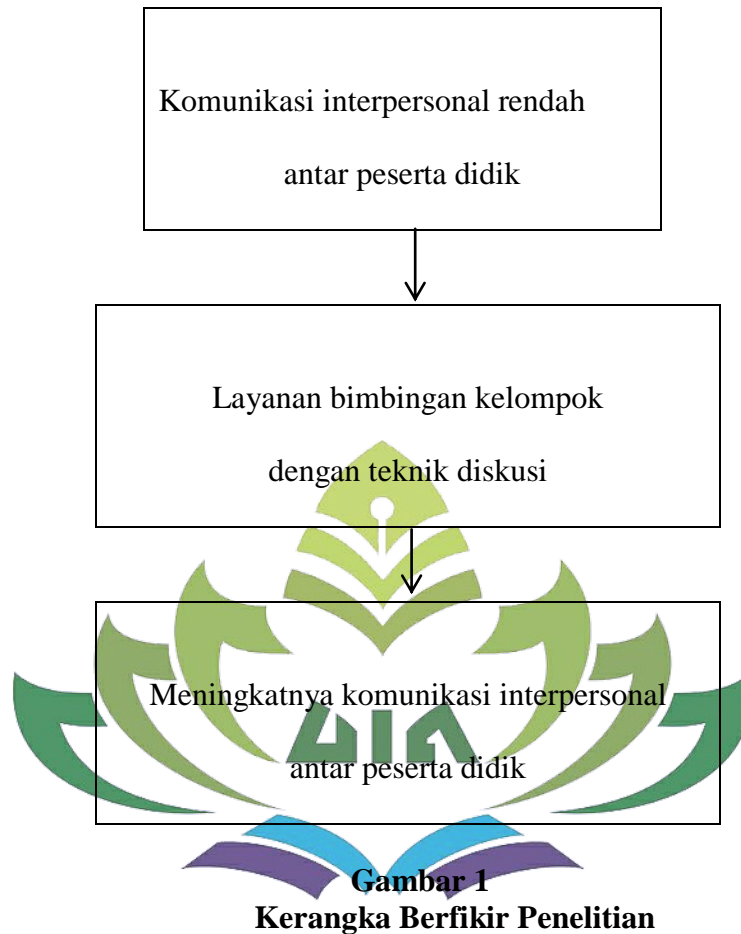 Komunikasi interpersonal rendah
antar peserta didik
Layanan bimbingan kelompok
dengan teknik diskusi
Meningkatnya komunikasi interpersonal
UIN
antar peserta didik
Gambar 1
Kerangka Berfikir Penelitian